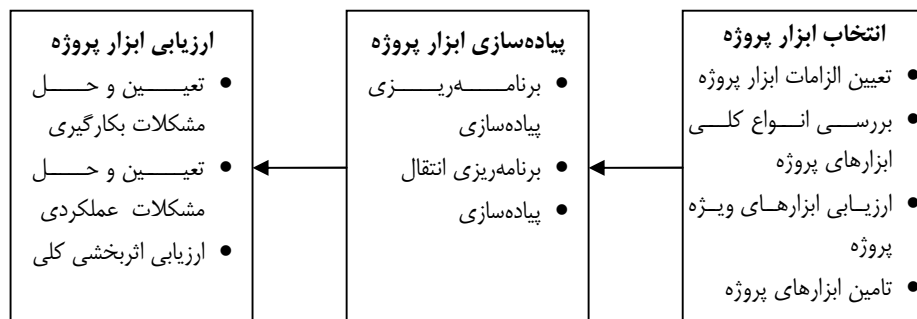 انتخاب ابزار پروژه
● تعیین الزامات ابزار پروژه
● بررسی انواع کلی
ابزارهای پروژه
● ارزیابی ابزارهای ویژه
پروژه
● تامین ابزارهای پروژه
پیاده‌سازی ابزار پروژه
● برنامه‌ریزی
پیاده‌سازی
● برنامه‌ریزی انتقال
● پیاده‌سازی
ارزیابی ابزار پروژه
● تعیین و حل
مشکلات بکارگیری
● تعیین و حل
مشکلات عملکردی
● ارزیابی اثربخشی کلی